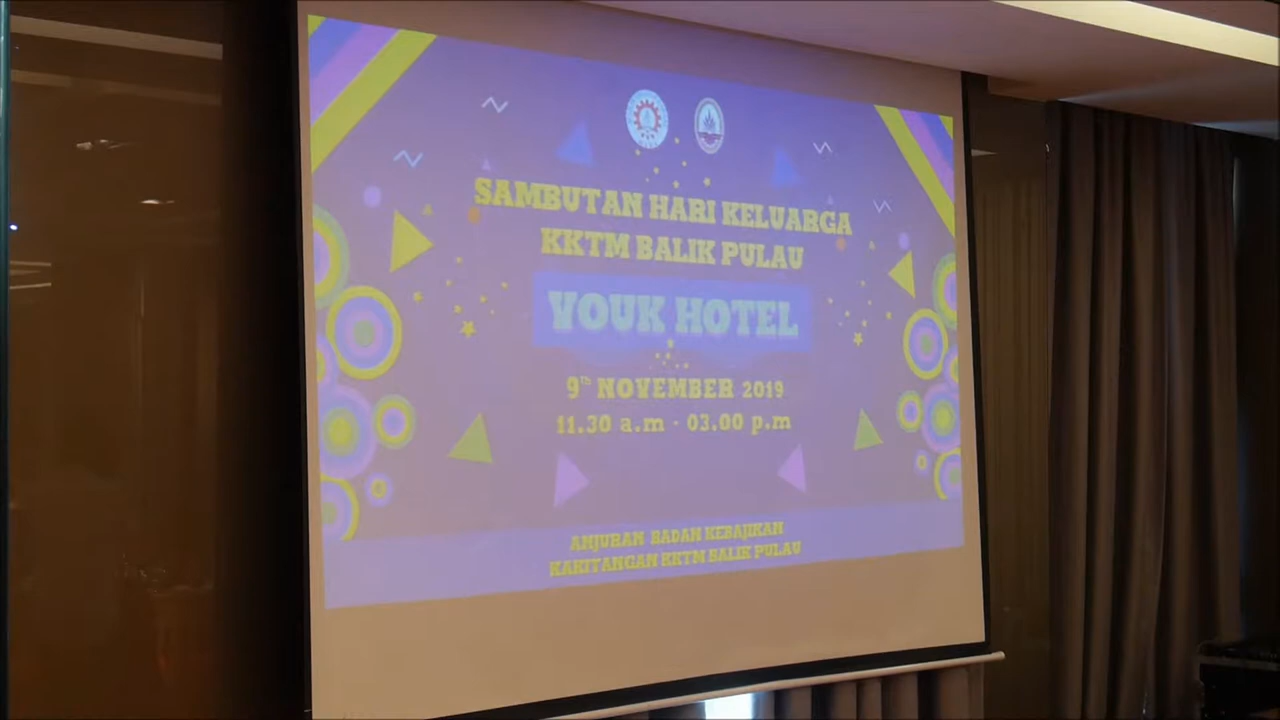 SAMBUTAN HARI KELUARGA
KKTM BALIK PULAU
VOUK HOTEL
9th NOVEMBER 2019
11.30 a.m - 03.00 p.m
ANJURAN BADAN KEBAJIKAN
KAKITANGAN KKTM BALIK PULAU